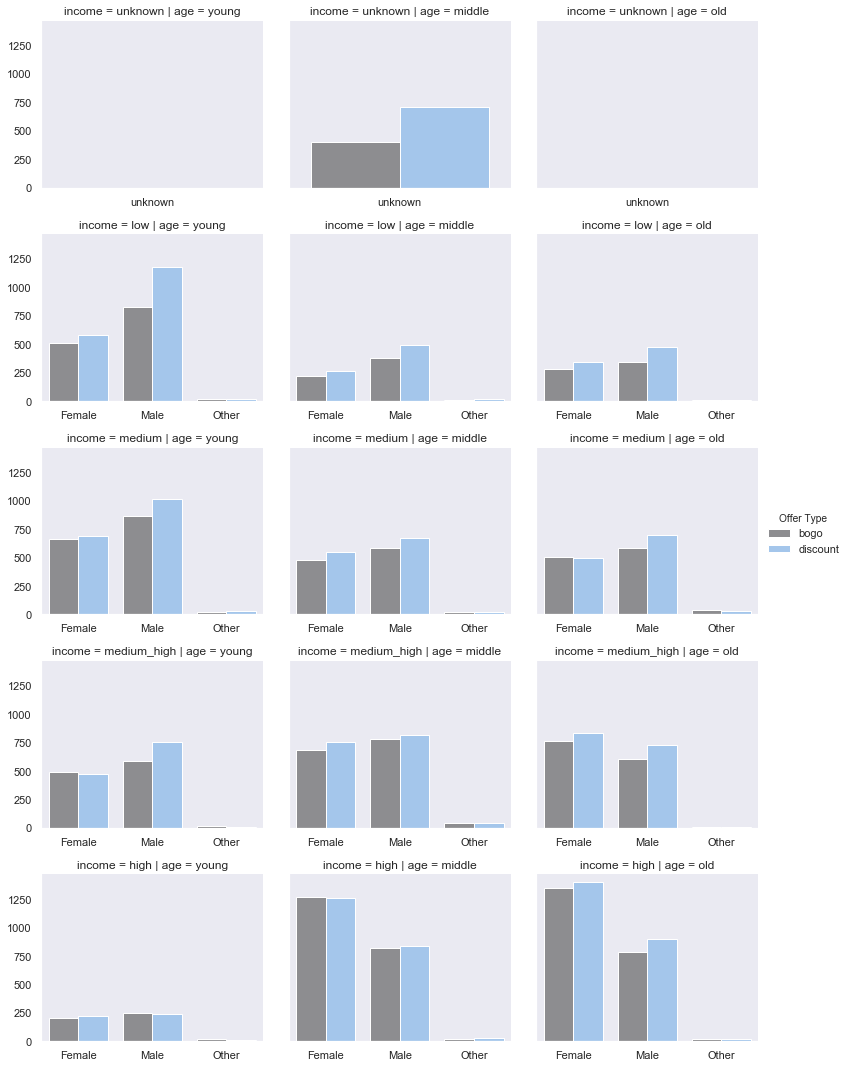 income = unknown | age = young
income = unknown | age = middle
income = unknown | age = old
1250
1000
750
500
250
0
unknown
unknown
unknown
income = low | age = young
income = low | age = middle
income = low | age = old
1250
1000
750
500
250
0
Female Male Other
Female Male Other
Female Male Other
income = medium | age = young
income = medium | age = middle
income = medium | age = old
1250
1000
750
500
250
0
Female Male Other
Female Male Other
Female Male Other
Offer Type
bogo
discount
income = medium_high | age = young
income = medium_high | age = middle
income = medium_high | age = old
1250
1000
750
500
250
0
Female Male Other
Female Male Other
Female Male Other
income = high | age = young
income = high | age = middle
income = high | age = old
1250
1000
750
500
250
0
Female Male Other
Female Male Other
Female Male Other